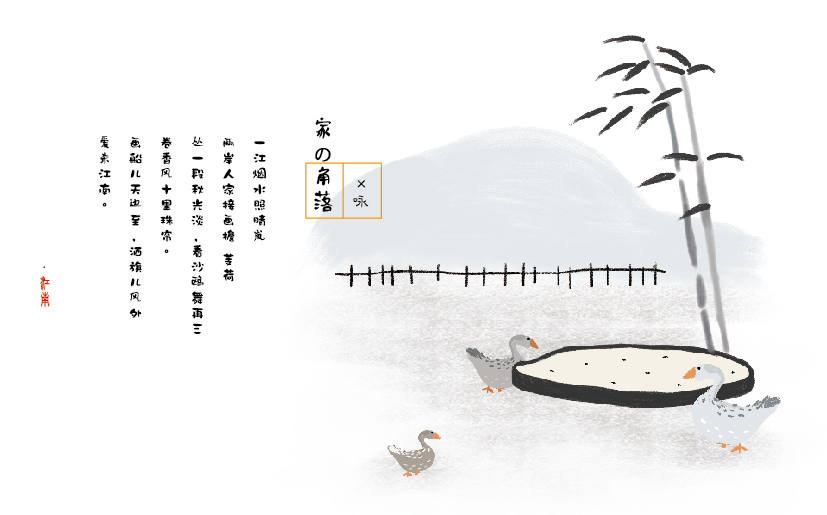 家の角落
×咏
一江烟水照晴岚
两岸人家接画檐 芰荷
丛一段秋光淡，看沙鸥舞再三
卷香风十里珠帘。
画船儿天边至，酒旗儿风外
爱杀江南。